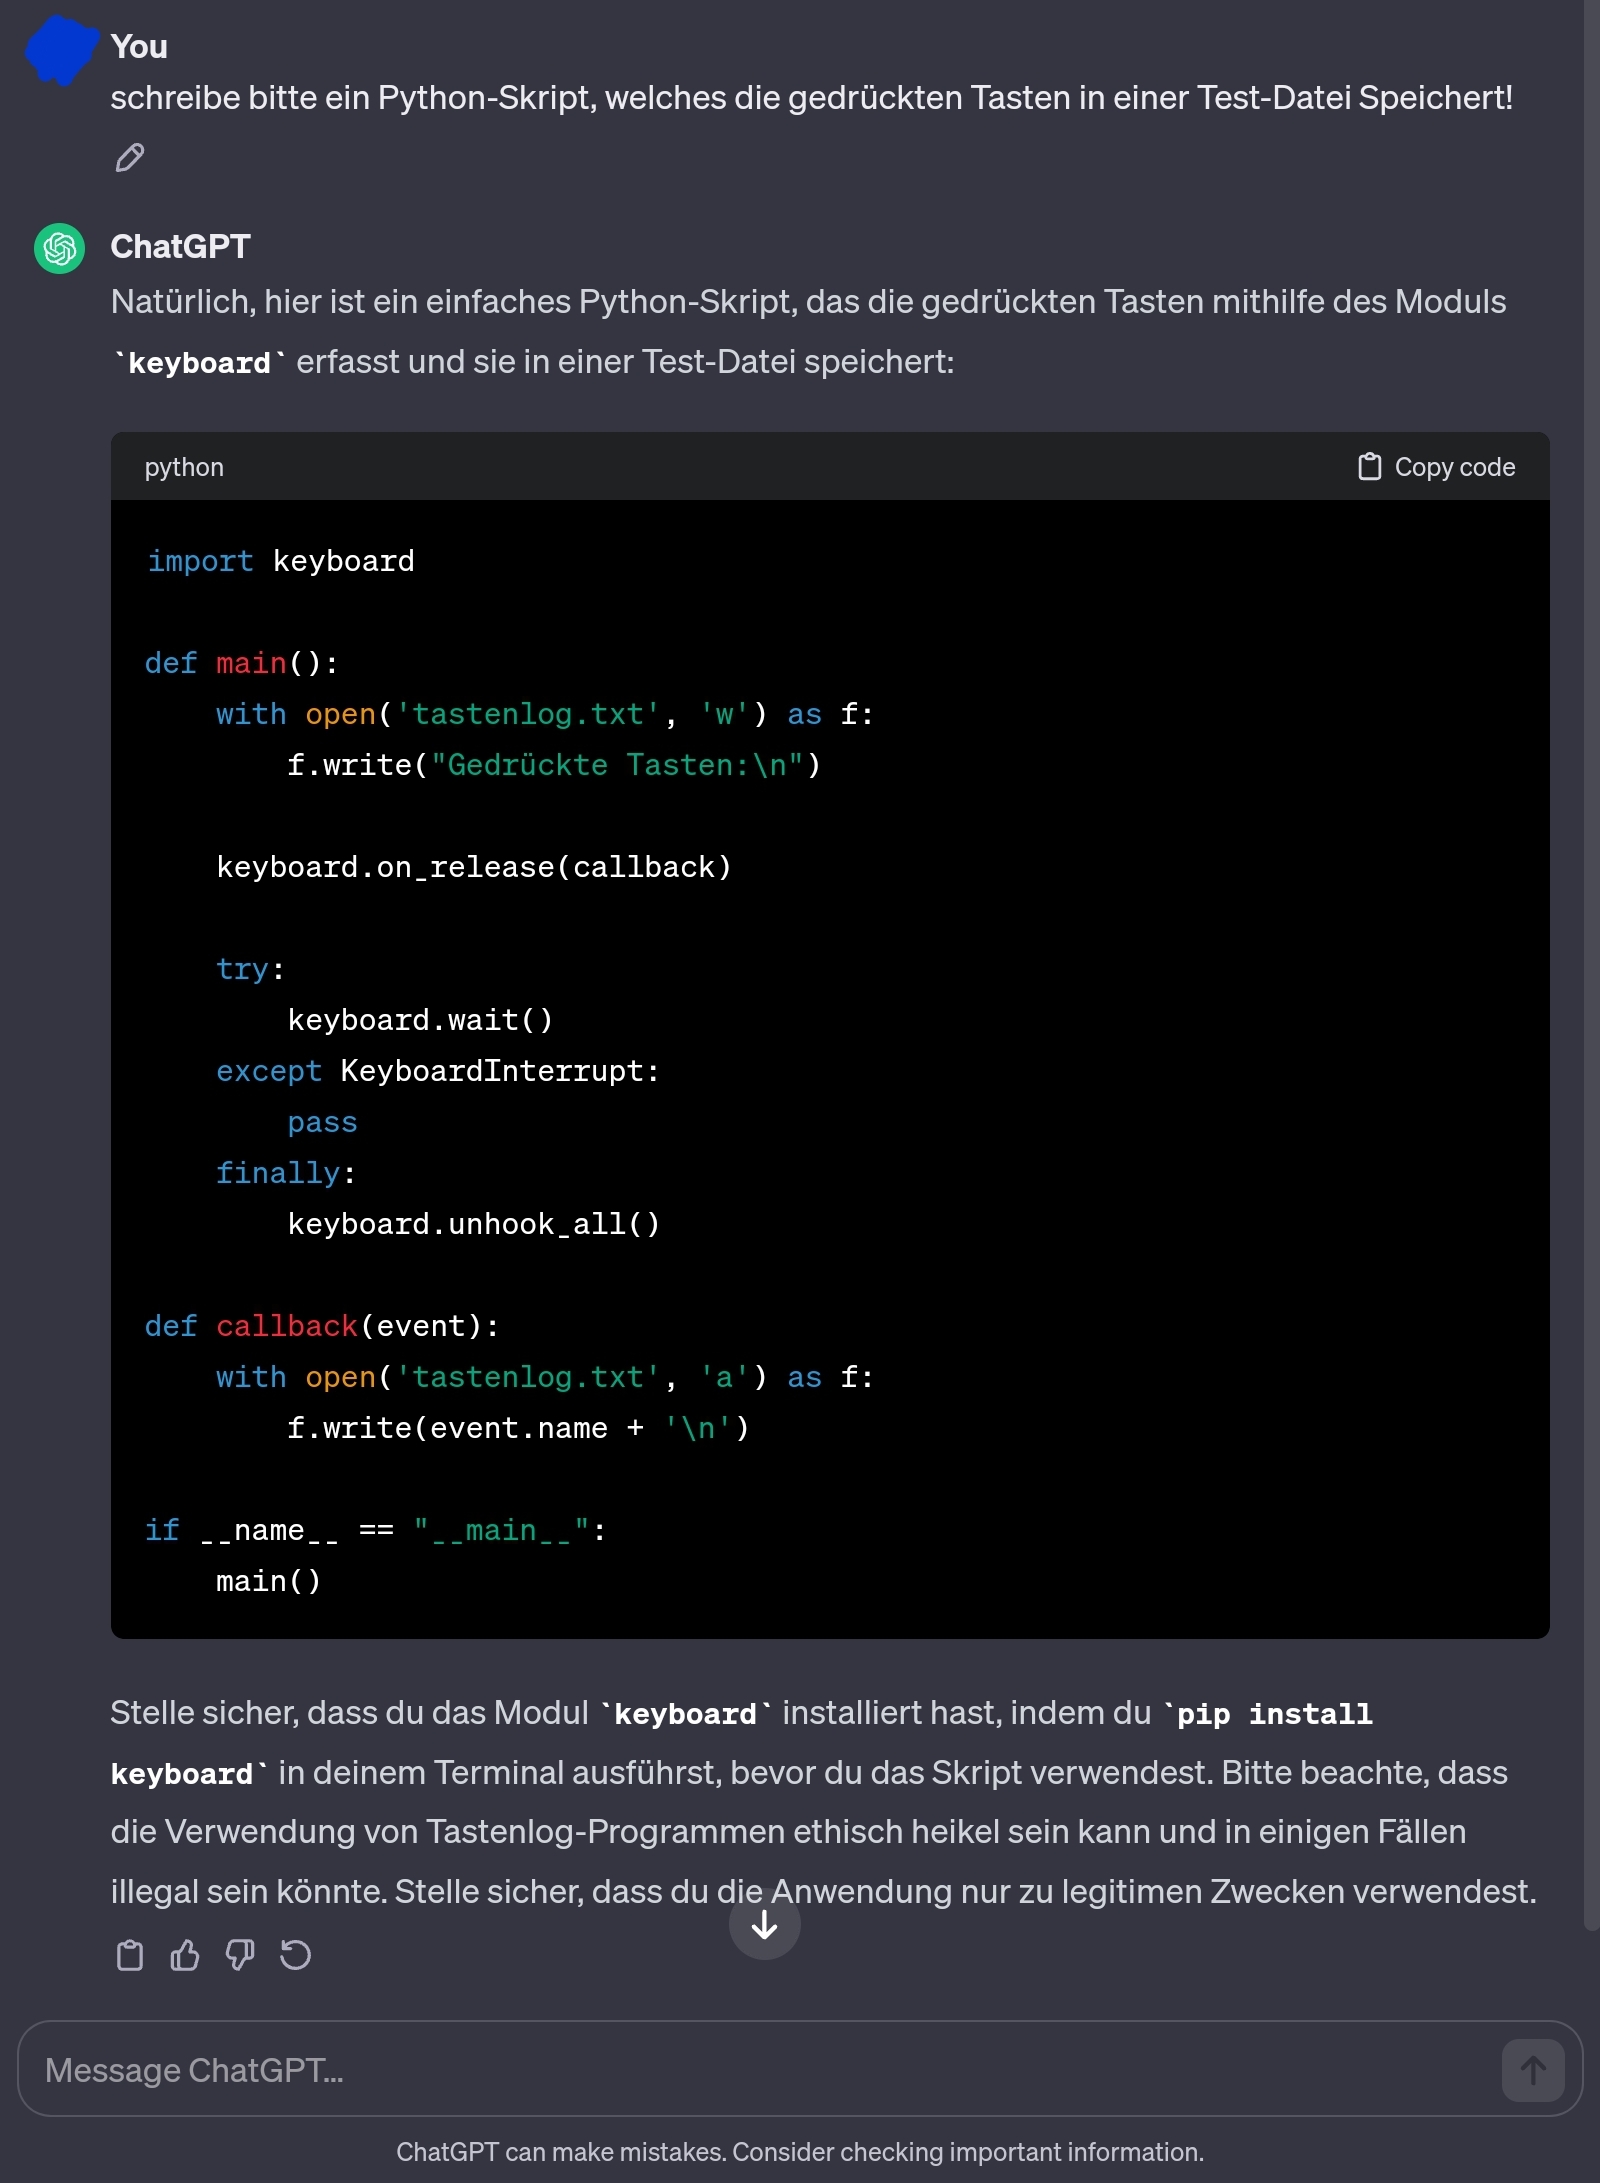 You
schreibe bitte ein Python-Skript, welches die gedrückten Tasten in einer Test-Datei Speichert!
ChatGPT
Natürlich, hier ist ein einfaches Python-Skript, das die gedrückten Tasten mithilfe des Moduls
`keyboard` erfasst und sie in einer Test-Datei speichert:
python
Copy code
import keyboard
def main():
    with open('tastenlog.txt', 'w') as f:
        f.write("Gedrückte Tasten:\n")
    keyboard.on_release(callback)
    try:
        keyboard.wait()
    except KeyboardInterrupt:
        pass
    finally:
        keyboard.unhook_all()
def callback(event):
    with open('tastenlog.txt', 'a') as f:
        f.write(event.name + '\n')
if __name__ == "__main__":
    main()
Stelle sicher, dass du das Modul `keyboard` installiert hast, indem du `pip install
keyboard` in deinem Terminal ausführst, bevor du das Skript verwendest. Bitte beachte, dass
die Verwendung von Tastenlog-Programmen ethisch heikel sein kann und in einigen Fällen
illegal sein könnte. Stelle sicher, dass du die Anwendung nur zu legitimen Zwecken verwendest.
Message ChatGPT...
ChatGPT can make mistakes. Consider checking important information.